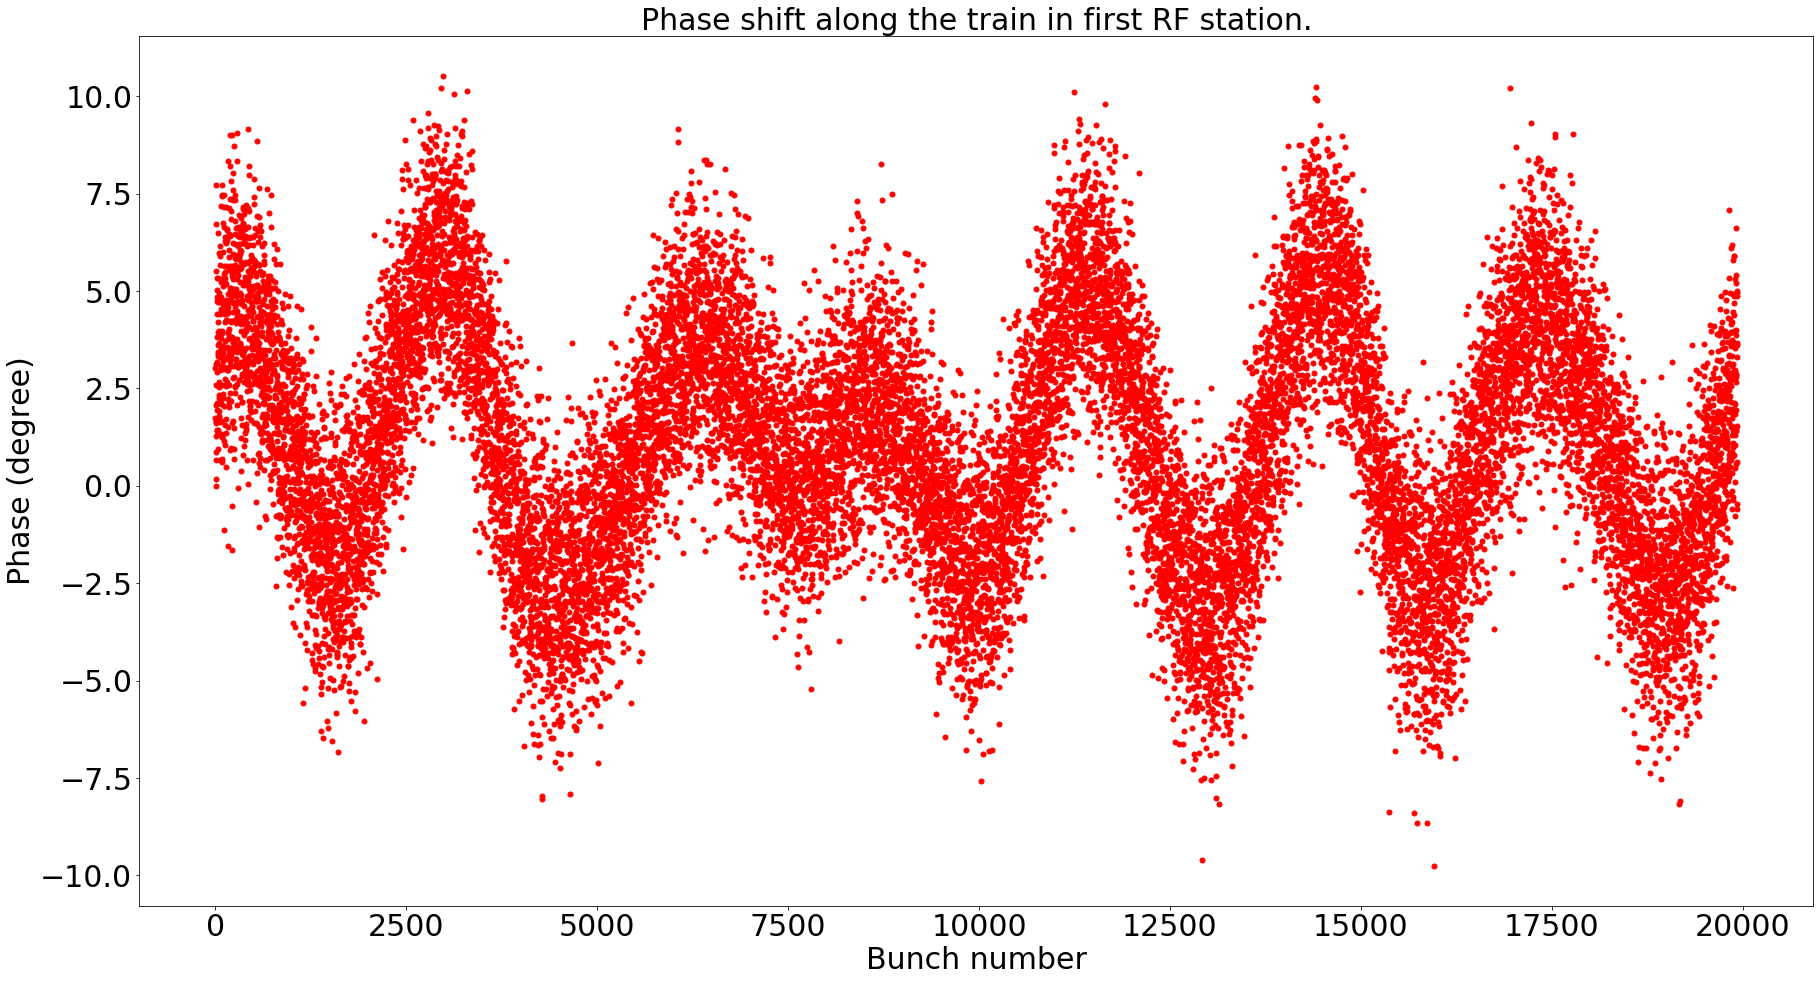 Phase shift along the train in first RF station.
10.0
7.5
5.0
2.5
0.0
−2.5
−5.0
−7.5
−10.0
Phase (degree)
0 2500 5000 7500 10000 12500 15000 17500 20000
Bunch number